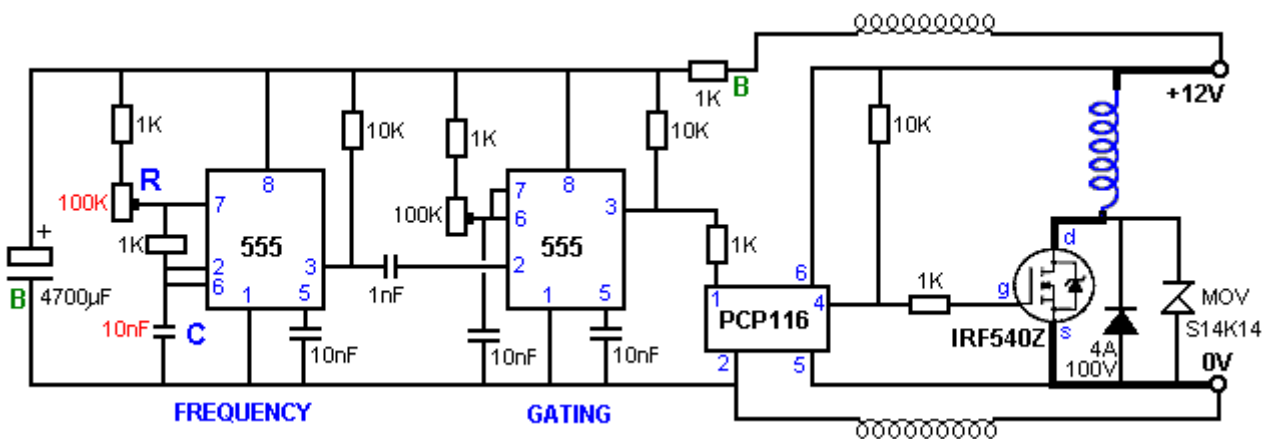 1K
B
+12V
1K
10K
1K
10K
10K
R
100K
7
8
555
1K
2
6
3
1
5
+
B
4700µF
10nF
C
10nF
1nF
100K
7
6
8
3
555
2
1
5
10nF
10nF
1K
1
6
PCP116
4
2
5
1K
g
d
s
IRF540Z
4A
100V
MOV
S14K14
0V
FREQUENCY
GATING